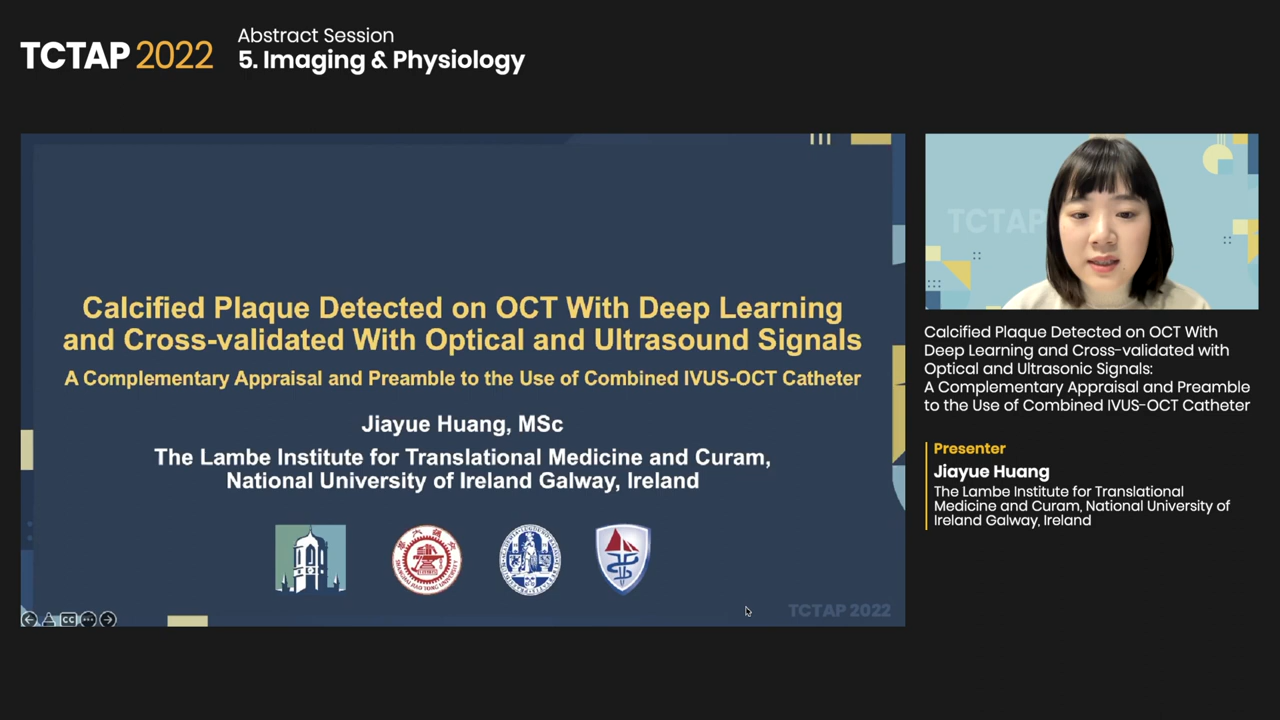 TCTAP 2022
Abstract Session
5. Imaging & Physiology
Calcified Plaque Detected on OCT With Deep Learning
and Cross-validated With Optical and Ultrasound Signals
A Complementary Appraisal and Preamble to the Use of Combined IVUS-OCT Catheter
Jiayue Huang, MSc
The Lambe Institute for Translational Medicine and Curam,
National University of Ireland Galway, Ireland
CC
TCTAP 2022
TCTAP
Calcified Plaque Detected on OCT With
Deep Learning and Cross-validated with
Optical and Ultrasonic Signals:
A Complementary Appraisal and Preamble
to the Use of Combined IVUS-OCT Catheter
Presenter
Jiayue Huang
The Lambe Institute for Translational
Medicine and Curam, National University of
Ireland Galway, Ireland